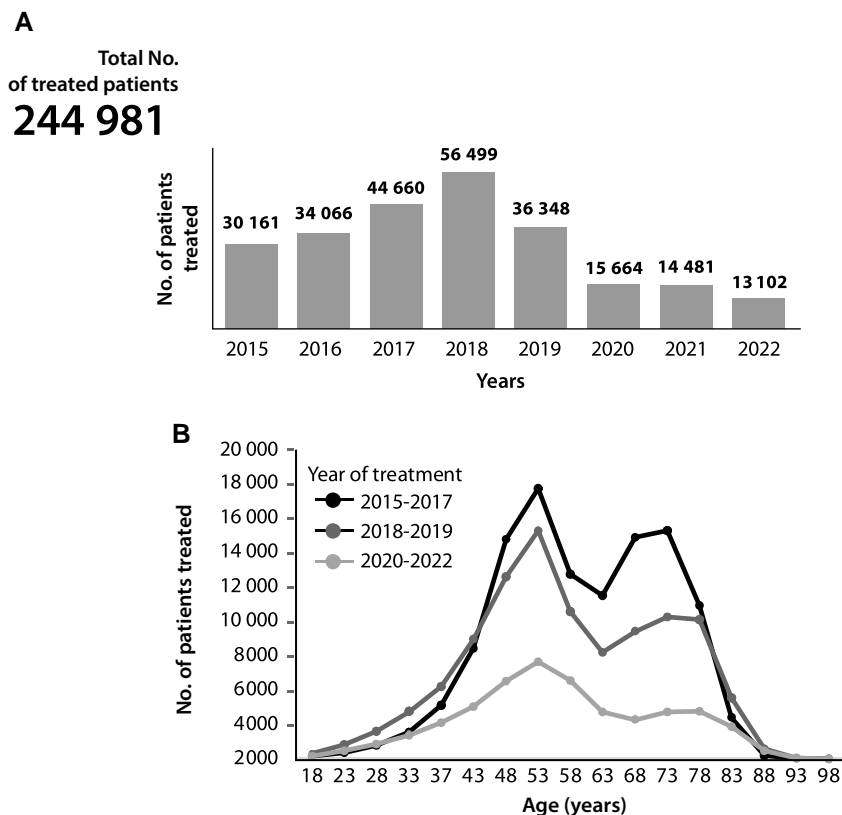 A
Total No.
of treated patients
244 981
No. of patients
treated
30 161
34 066
44 660
56 499
36 348
15 664
14 481
13 102
2015 2016 2017 2018 2019 2020 2021 2022
Years
B
No. of patients treated
20 000
18 000
16 000
14 000
12 000
10 000
8000
6000
4000
2000
Year of treatment
2015-2017
2018-2019
2020-2022
18 23 28 33 37 43 48 53 58 63 68 73 78 83 88 93 98
Age (years)